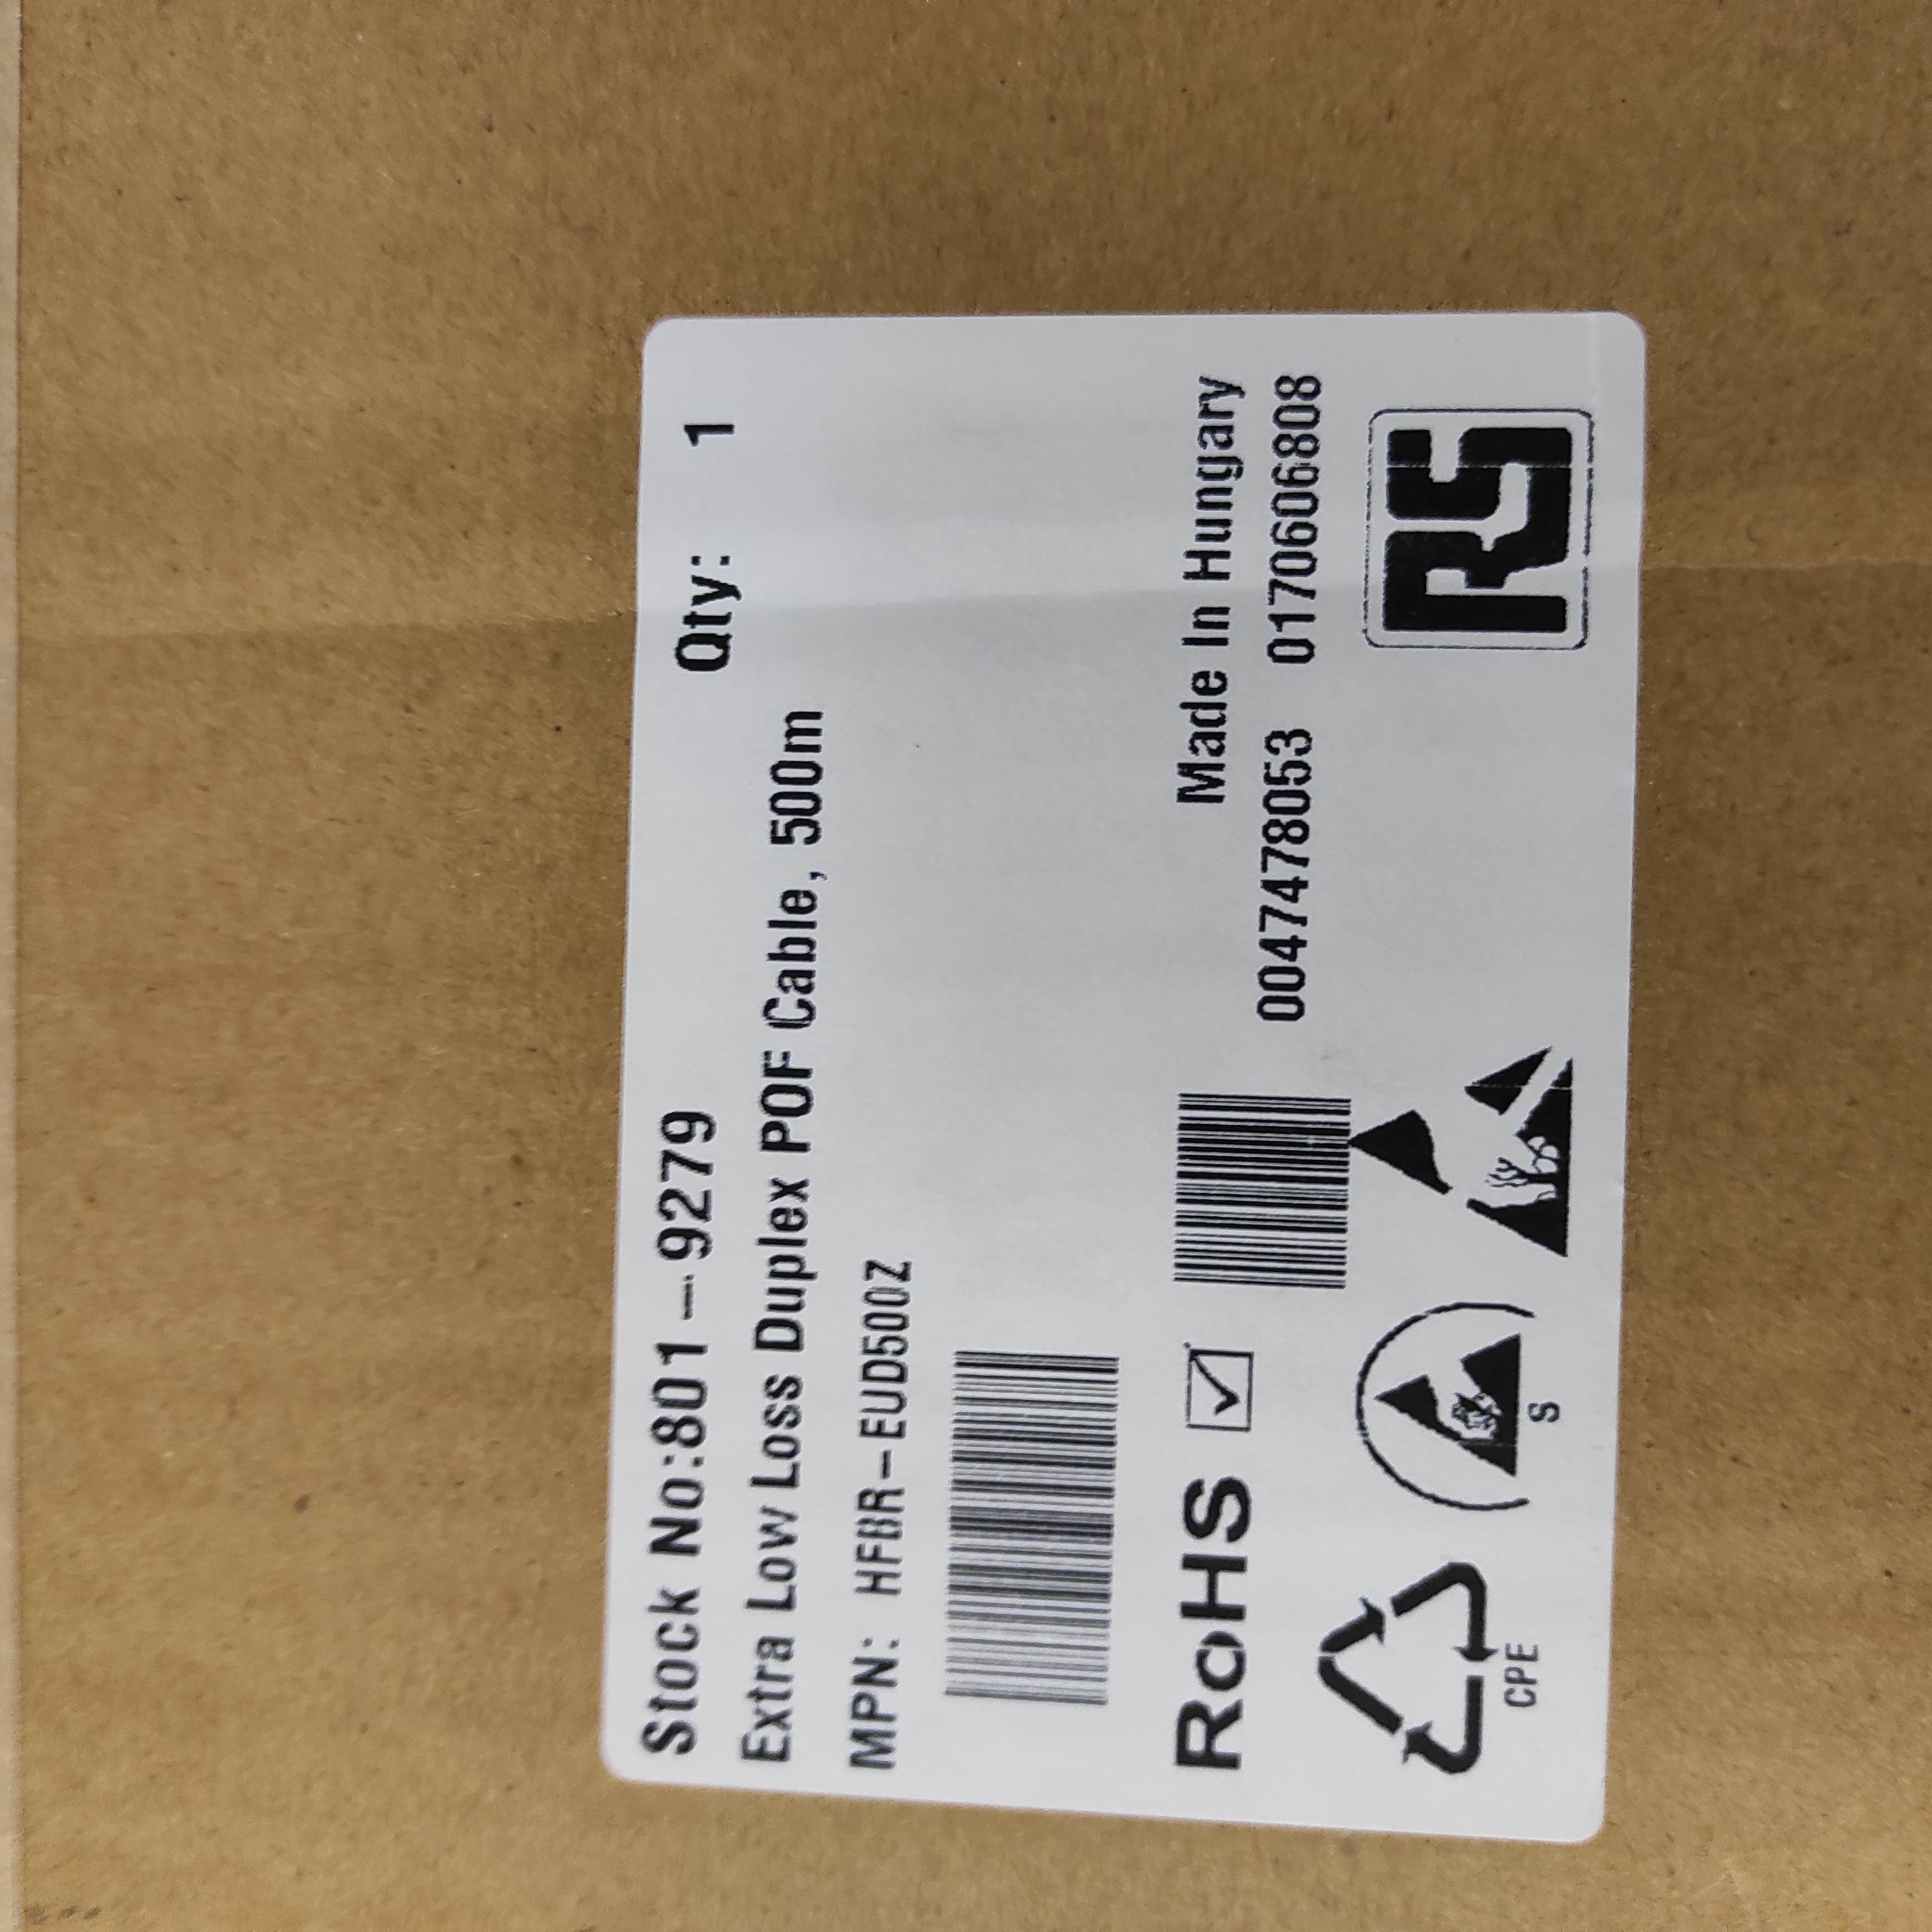 Stock No:801-9279 Qty: 1
Extra Low Loss Duplex POF Cable, 500m
MPN: HFBR-EUD500Z
RoHS Made In Hungary
0047478053 0170606808
CPE S RS